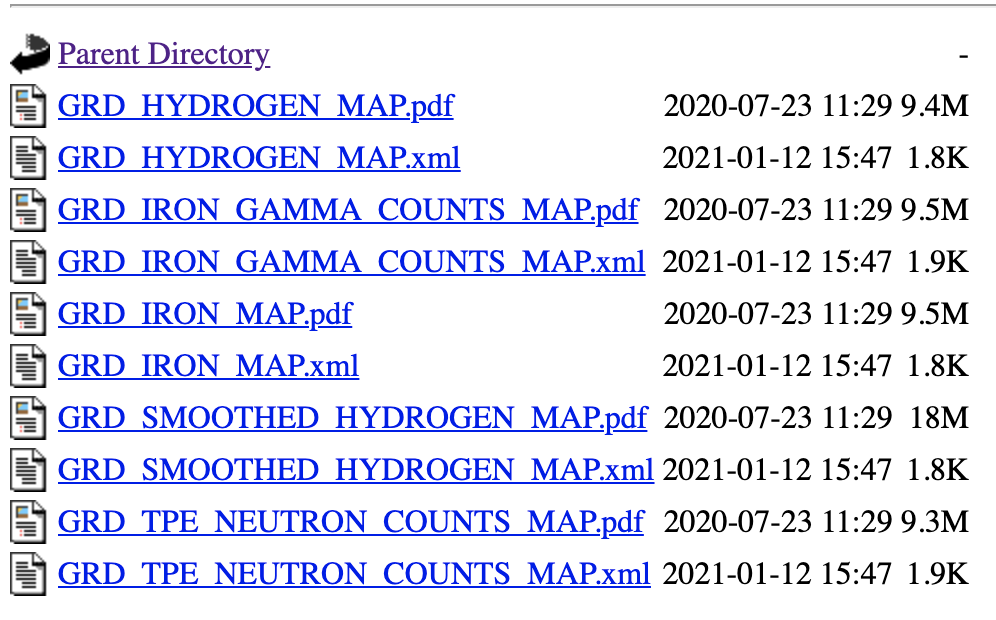 Parent Directory -
GRD_HYDROGEN_MAP.pdf 2020-07-23 11:29 9.4M
GRD_HYDROGEN_MAP.xml 2021-01-12 15:47 1.8K
GRD_IRON_GAMMA_COUNTS_MAP.pdf 2020-07-23 11:29 9.5M
GRD_IRON_GAMMA_COUNTS_MAP.xml 2021-01-12 15:47 1.9K
GRD_IRON_MAP.pdf 2020-07-23 11:29 9.5M
GRD_IRON_MAP.xml 2021-01-12 15:47 1.8K
GRD_SMOOTHED_HYDROGEN_MAP.pdf 2020-07-23 11:29 18M
GRD_SMOOTHED_HYDROGEN_MAP.xml 2021-01-12 15:47 1.8K
GRD_TPE_NEUTRON_COUNTS_MAP.pdf 2020-07-23 11:29 9.3M
GRD_TPE_NEUTRON_COUNTS_MAP.xml 2021-01-12 15:47 1.9K